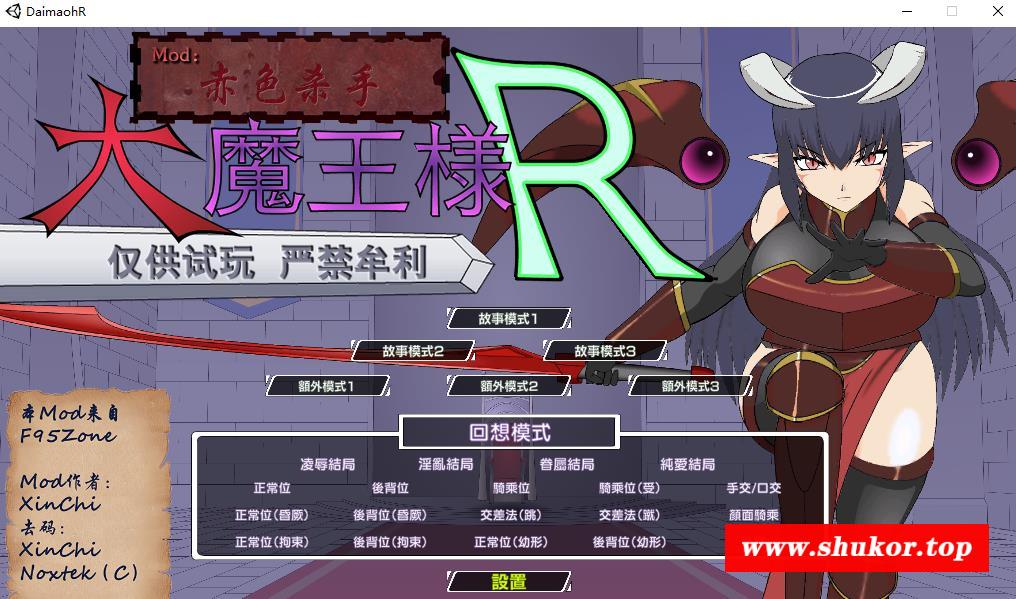 DaimaohR
Mod:
赤色杀手
大魔王様R
仅供试玩 严禁牟利
故事模式1
故事模式2
故事模式3
額外模式1
額外模式2
額外模式3
回想模式
凌辱結局
淫亂結局
眷屬結局
純愛結局
正常位
後背位
騎乘位
騎乘位(受)
手交/口交
正常位(昏厥)
後背位(昏厥)
交差法(跳)
交差法(蹴)
顔面騎乘
正常位(拘束)
後背位(拘束)
正常位(幼形)
後背位(幼形)
設置
本Mod来自
F95Zone
Mod作者:
XinChi
去码:
XinChi
Noxtek (C)
www.shukor.top